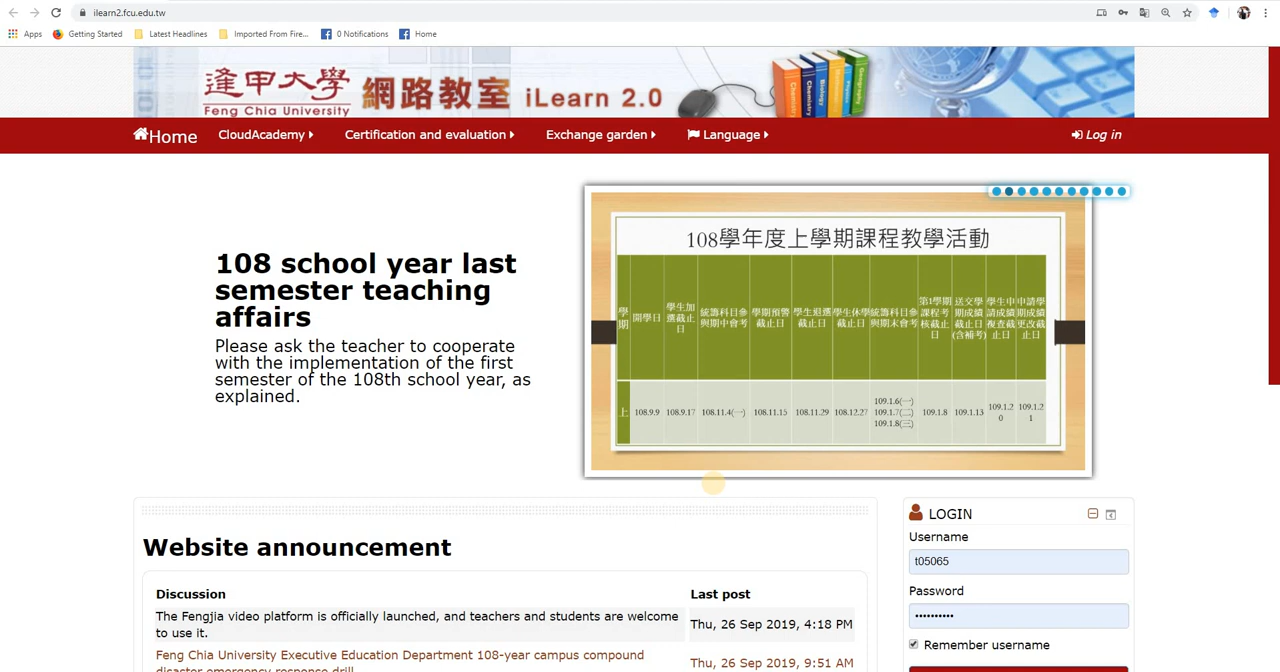 ilearn2.fcu.edu.tw
Apps Getting Started Latest Headlines Imported From Fire... 0 Notifications Home
逢甲大學 網路教室 iLearn 2.0
Feng Chia University
Chemistry Chemistry Biology Geography
Home CloudAcademy Certification and evaluation Exchange garden Language Log in
108 school year last
semester teaching
affairs
Please ask the teacher to cooperate
with the implementation of the first
semester of the 108th school year, as
explained.
108學年度上學期課程教學活動
學期 開學日 學生加選截止日 統籌科目參與期中會考 學期預警截止日 學生退選截止日 學生休學截止日 統籌科目參與期末會考 第1學期課程考核截止日 送交學期成績截止日(含補考) 學生申請成績複查截止日 申請學期成績更改截止日
上 108.9.9 108.9.17 108.11.4(一) 108.11.15 108.11.29 108.12.27 109.1.6(一) 109.1.7(二) 109.1.8(三) 109.1.8 109.1.13 109.1.20 109.1.21
Website announcement
Discussion Last post
The Fengjia video platform is officially launched, and teachers and students are welcome
to use it.
Thu, 26 Sep 2019, 4:18 PM
Feng Chia University Executive Education Department 108-year campus compound
disaster emergency response drill
Thu, 26 Sep 2019, 9:51 AM
LOGIN
Username
t05065
Password
••••••••••
Remember username